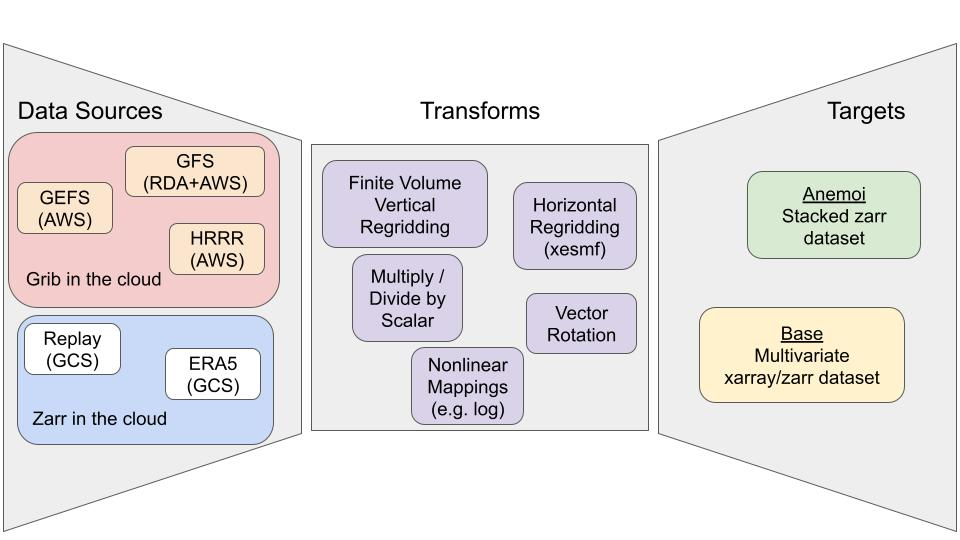 Data Sources
GFS
(RDA+AWS)
GEFS
(AWS)
HRRR
(AWS)
Grib in the cloud
Replay
(GCS)
ERA5
(GCS)
Zarr in the cloud
Transforms
Finite Volume
Vertical
Regridding
Horizontal
Regridding
(xesmf)
Multiply /
Divide by
Scalar
Vector
Rotation
Nonlinear
Mappings
(e.g. log)
Targets
Anemoi
Stacked zarr
dataset
Base
Multivariate
xarray/zarr dataset